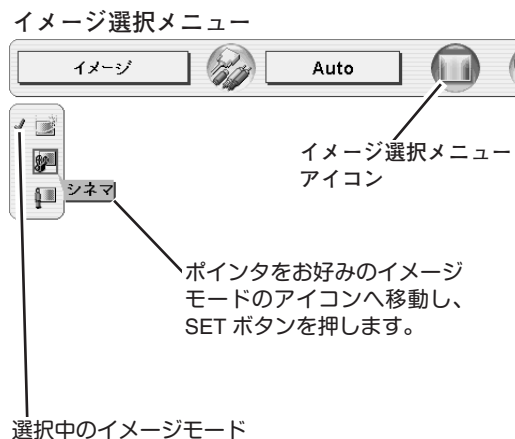 イメージ選択メニュー
イメージ
Auto
イメージ選択メニュー
アイコン
シネマ
ポインタをお好みのイメージ
モードのアイコンへ移動し、
SET ボタンを押します。
選択中のイメージモード